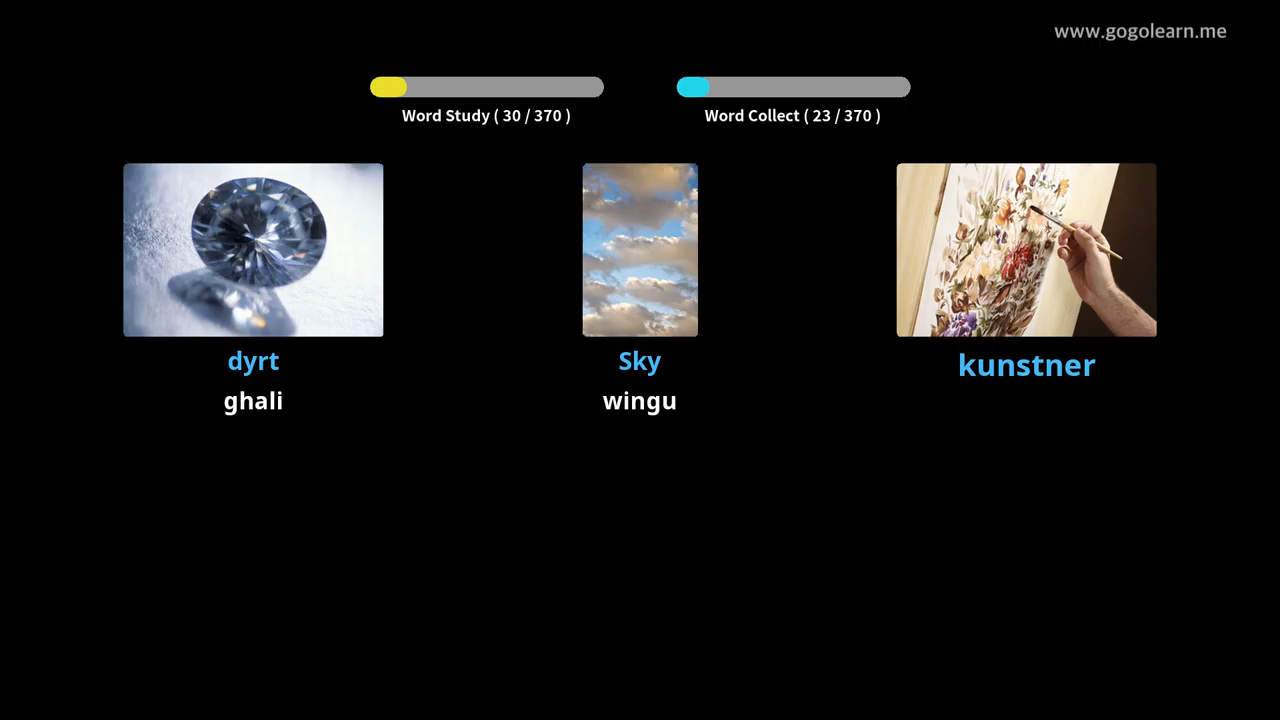 www.gogolearn.me
Word Study ( 30 / 370 )
Word Collect ( 23 / 370 )
dyrt
ghali
Sky
wingu
kunstner